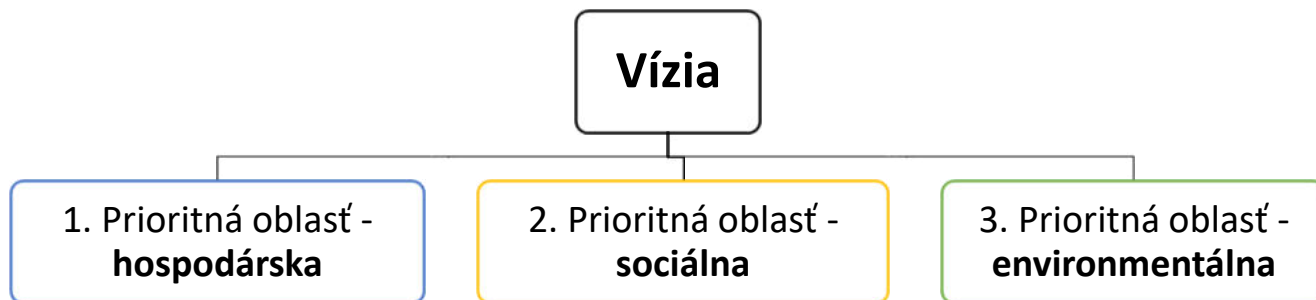 Vízia
1. Prioritná oblasť -
hospodárska
2. Prioritná oblasť -
sociálna
3. Prioritná oblasť -
environmentálna